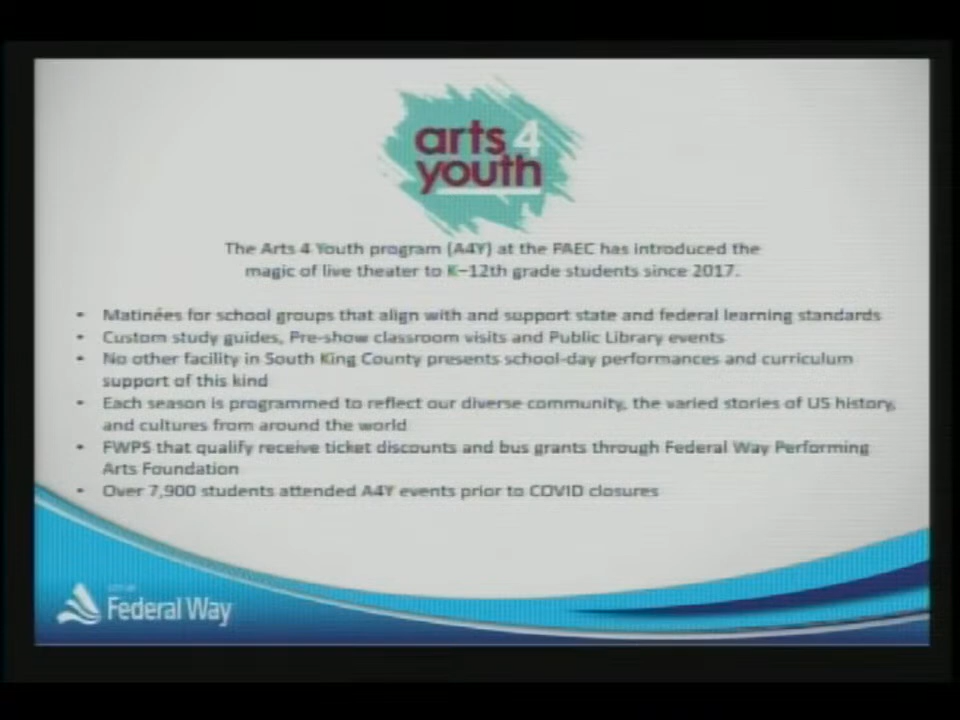 arts 4
youth
The Arts 4 Youth program (A4Y) at the PAEC has introduced the
magic of live theater to K–12th grade students since 2017.
• Matinées for school groups that align with and support state and federal learning standards
• Custom study guides, Pre-show classroom visits and Public Library events
• No other facility in South King County presents school-day performances and curriculum
support of this kind
• Each season is programmed to reflect our diverse community, the varied stories of US history,
and cultures from around the world
• FWPS that qualify receive ticket discounts and bus grants through Federal Way Performing
Arts Foundation
• Over 7,900 students attended A4Y events prior to COVID closures
Federal Way